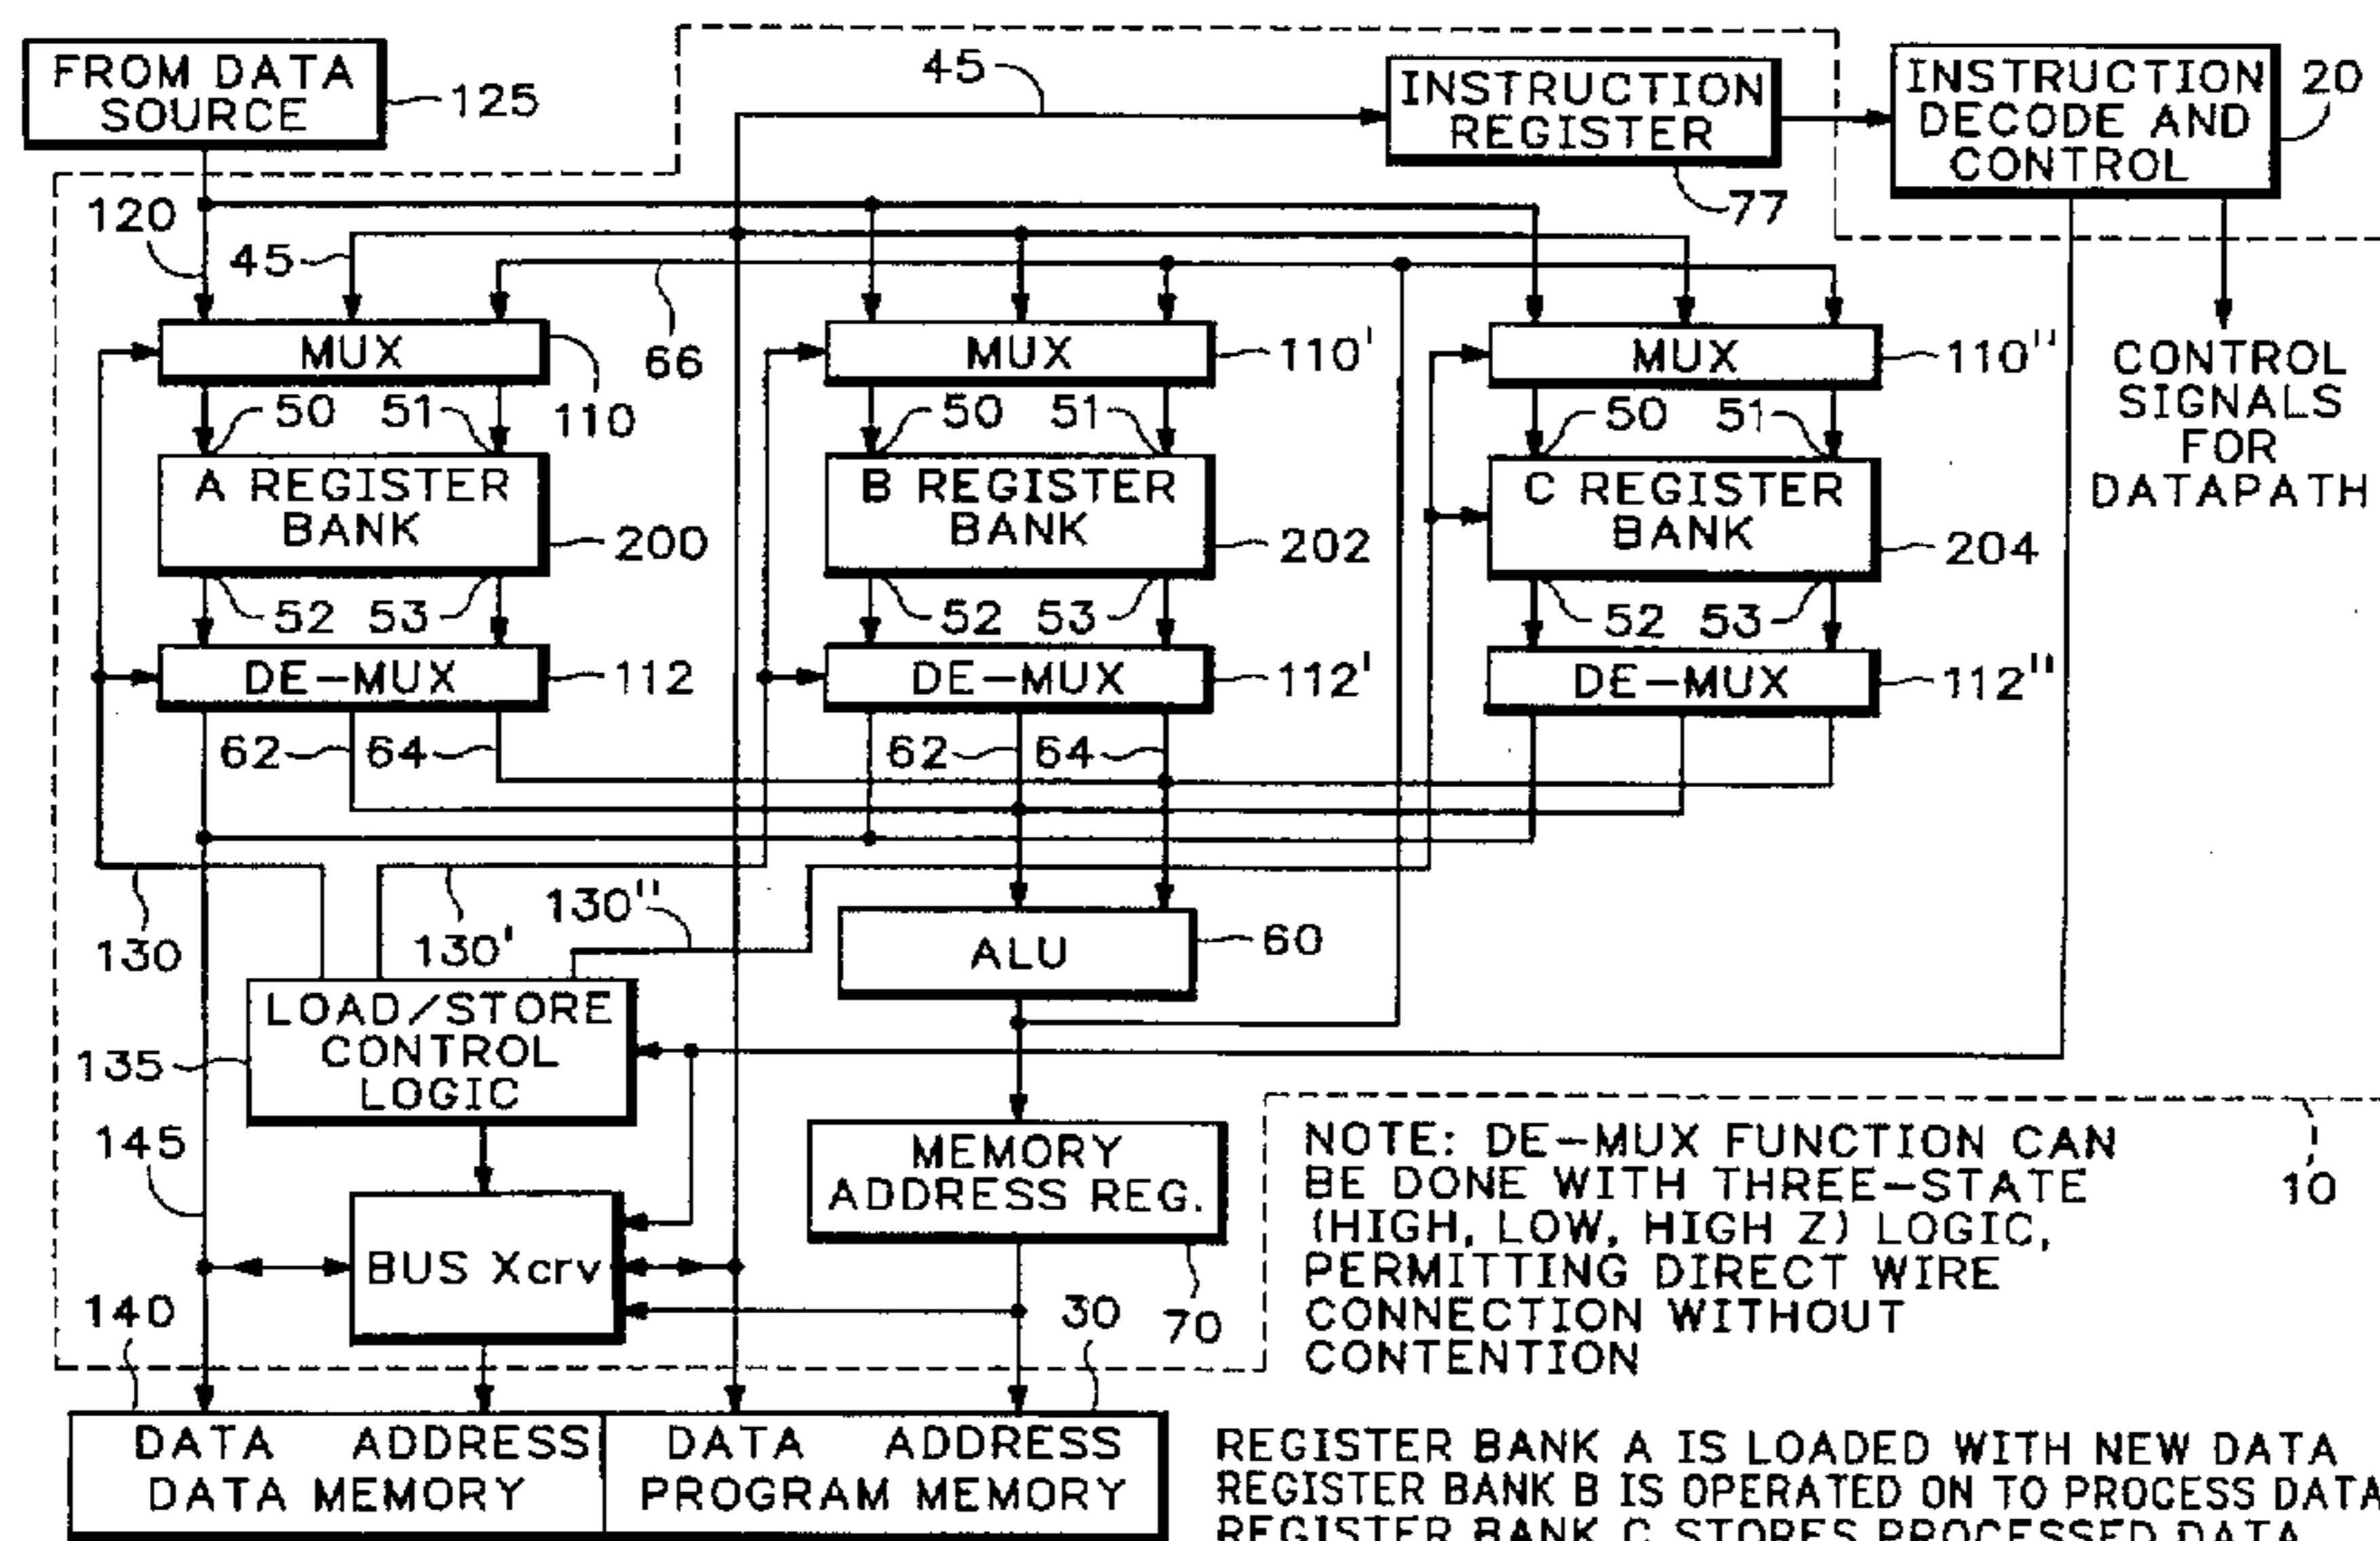 FROM DATA
SOURCE
125
45
INSTRUCTION
REGISTER
77
INSTRUCTION
DECODE AND
CONTROL
20
120
45
66
MUX
110
MUX
110'
MUX
110"
CONTROL
SIGNALS
FOR
DATAPATH
50 51
50 51
50 51
A REGISTER
BANK
200
B REGISTER
BANK
202
C REGISTER
BANK
204
52 53
52 53
52 53
DE-MUX
112
DE-MUX
112'
DE-MUX
112"
62 64
62 64
130
130'
130"
ALU
60
LOAD/STORE
CONTROL
LOGIC
135
145
MEMORY
ADDRESS REG.
70
BUS Xcrv
NOTE: DE-MUX FUNCTION CAN
BE DONE WITH THREE-STATE
(HIGH, LOW, HIGH Z) LOGIC,
PERMITTING DIRECT WIRE
CONNECTION WITHOUT
CONTENTION
10
140
30
DATA ADDRESS
DATA MEMORY
DATA ADDRESS
PROGRAM MEMORY
REGISTER BANK A IS LOADED WITH NEW DATA
REGISTER BANK B IS OPERATED ON TO PROCESS DATA
REGISTER BANK C STORES PROCESSED DATA